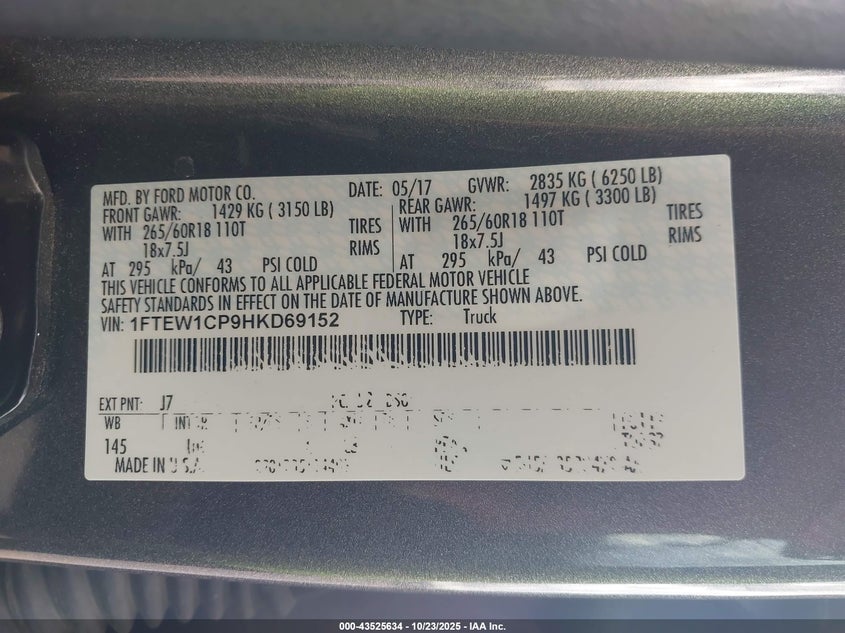 MFD. BY FORD MOTOR CO. DATE: 05/17 GVWR: 2835 KG ( 6250 LB)
FRONT GAWR: 1429 KG ( 3150 LB) REAR GAWR: 1497 KG ( 3300 LB)
WITH 265/60R18 110T TIRES WITH 265/60R18 110T TIRES
18x7.5J RIMS 18x7.5J RIMS
AT 295 kPa/ 43 PSI COLD AT 295 kPa/ 43 PSI COLD
THIS VEHICLE CONFORMS TO ALL APPLICABLE FEDERAL MOTOR VEHICLE
SAFETY STANDARDS IN EFFECT ON THE DATE OF MANUFACTURE SHOWN ABOVE.
VIN: 1FTEW1CP9HKD69152 TYPE: Truck
EXT PNT: J7
WB
145
MADE IN U.S.A.
000-43525634 | 10/23/2025 | IAA Inc.